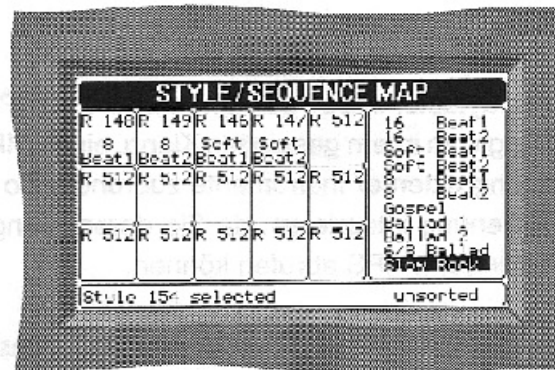 STYLE/SEQUENCE MAP
R 148 R 149 R 146 R 147 R 512
8 8 Soft Soft
Beat1 Beat2 Beat1 Beat2
R 512 R 512 R 512 R 512 R 512
R 512 R 512 R 512 R 512 R 512
16 Beat1
16 Beat2
Soft Beat1
Soft Beat2
8 Beat1
8 Beat2
Gospel
Ballad 1
Ballad 2
6/8 Ballad
Slow Rock
Style 154 selected unsorted